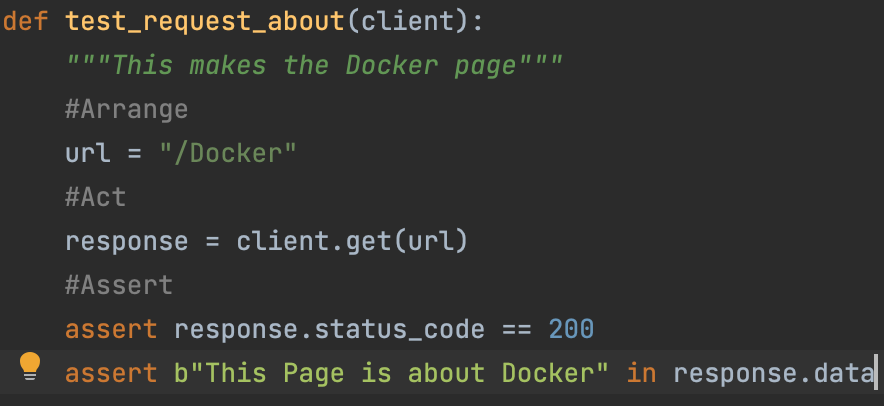 def test_request_about(client):
"""This makes the Docker page"""
#Arrange
url = "/Docker"
#Act
response = client.get(url)
#Assert
assert response.status_code == 200
assert b"This Page is about Docker" in response.data